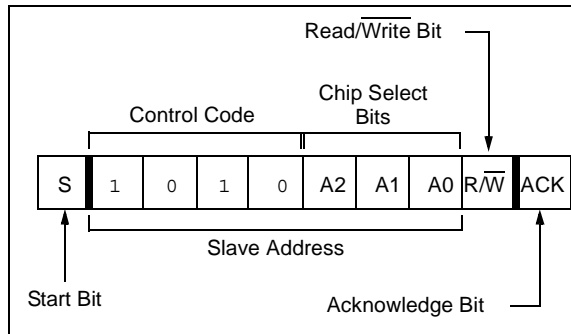 Read/Write Bit
Chip Select
Bits
Control Code
S 1 0 1 0 A2 A1 A0 R/W ACK
Slave Address
Start Bit
Acknowledge Bit